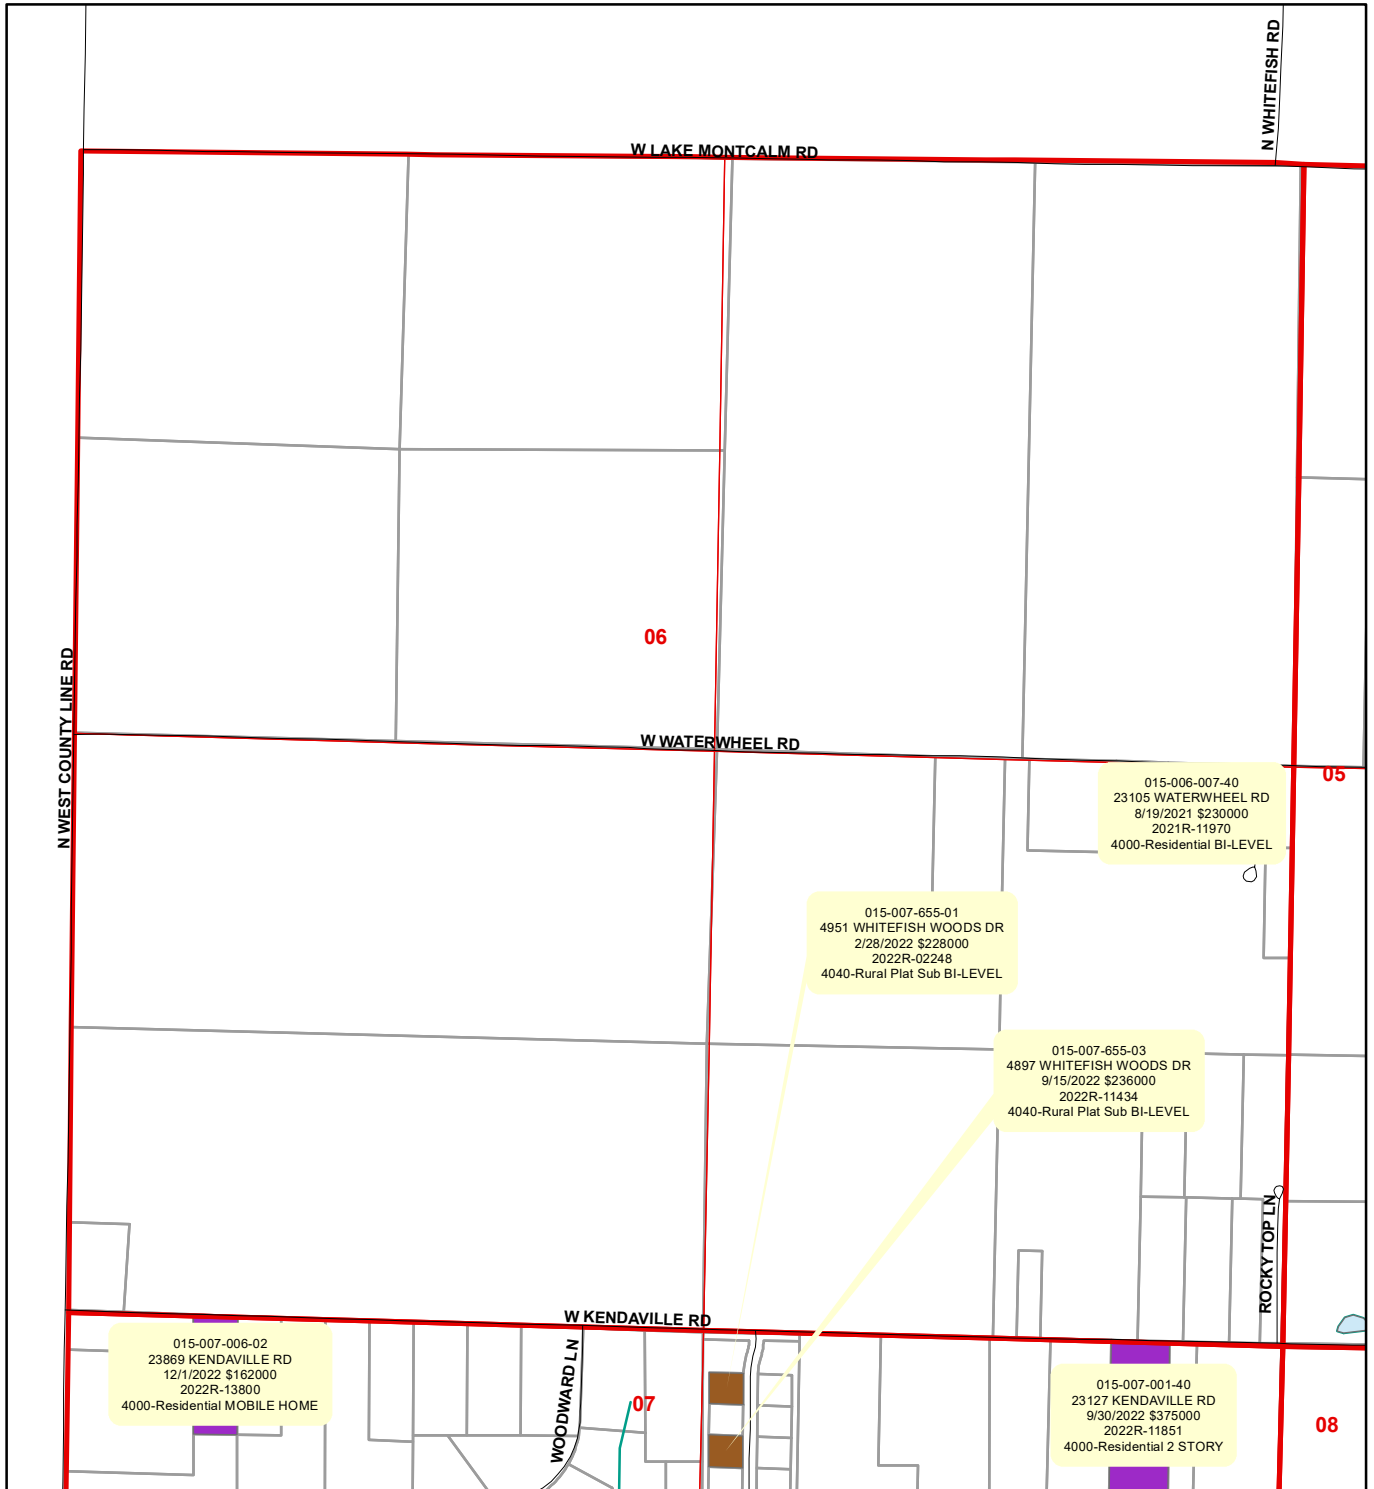 N WHITEFISH RD
W LAKE MONTCALM RD
06
N WEST COUNTY LINE RD
W WATERWHEEL RD
05
015-006-007-40
23105 WATERWHEEL RD
8/19/2021 $230000
2021R-11970
4000-Residential BI-LEVEL
015-007-655-01
4951 WHITEFISH WOODS DR
2/28/2022 $228000
2022R-02248
4040-Rural Plat Sub BI-LEVEL
015-007-655-03
4897 WHITEFISH WOODS DR
9/15/2022 $236000
2022R-11434
4040-Rural Plat Sub BI-LEVEL
ROCKY TOP LN
W KENDAVILLE RD
015-007-006-02
23869 KENDAVILLE RD
12/1/2022 $162000
2022R-13800
4000-Residential MOBILE HOME
WOODWARD LN
07
015-007-001-40
23127 KENDAVILLE RD
9/30/2022 $375000
2022R-11851
4000-Residential 2 STORY
08